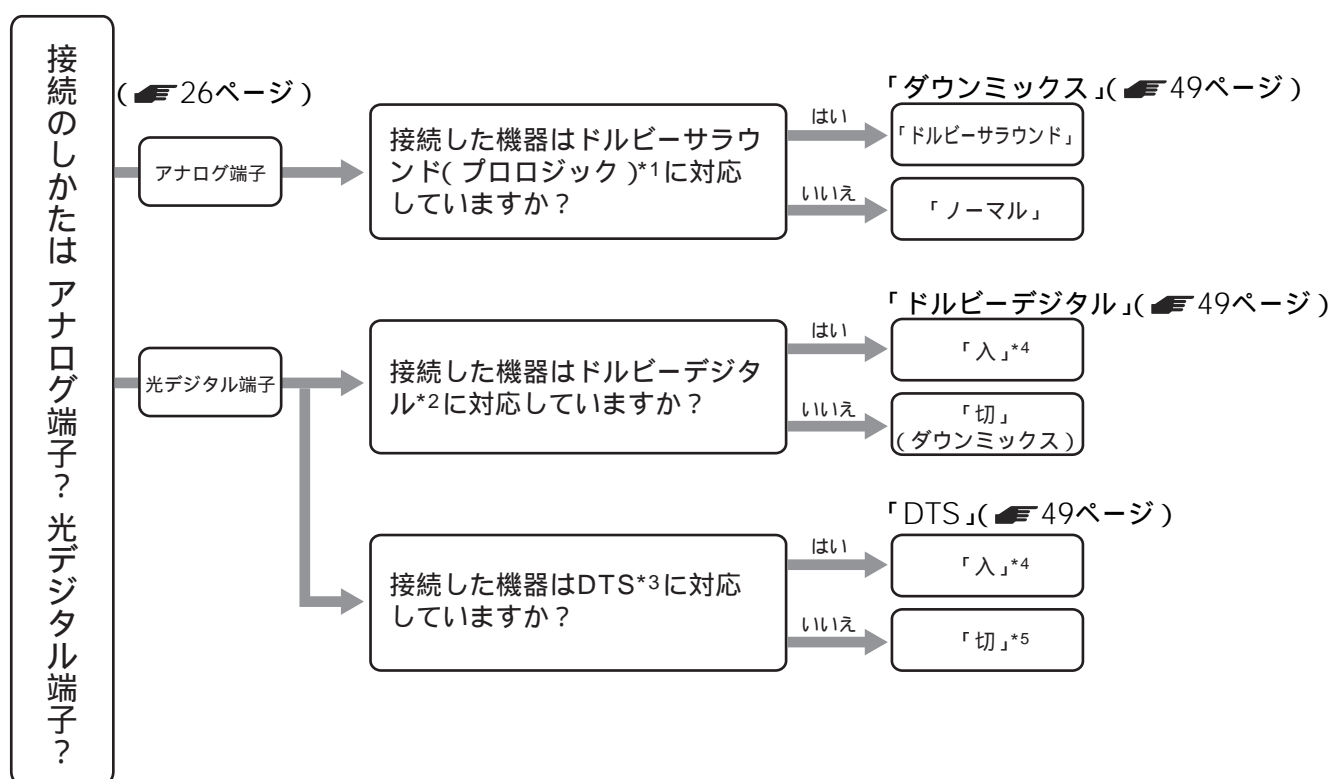 接続のしかたは アナログ端子？ 光デジタル端子？
(☛26ページ)
アナログ端子
接続した機器はドルビーサラウ
ンド(プロロジック)*1に対応
していますか？
はい
いいえ
「ダウンミックス」(☛49ページ)
「ドルビーサラウンド」
「ノーマル」
光デジタル端子
接続した機器はドルビーデジタ
ル*2に対応していますか？
はい
いいえ
「ドルビーデジタル」(☛49ページ)
「入」*4
「切」
(ダウンミックス)
接続した機器はDTS*3に対応
していますか？
はい
いいえ
「DTS」(☛49ページ)
「入」*4
「切」*5